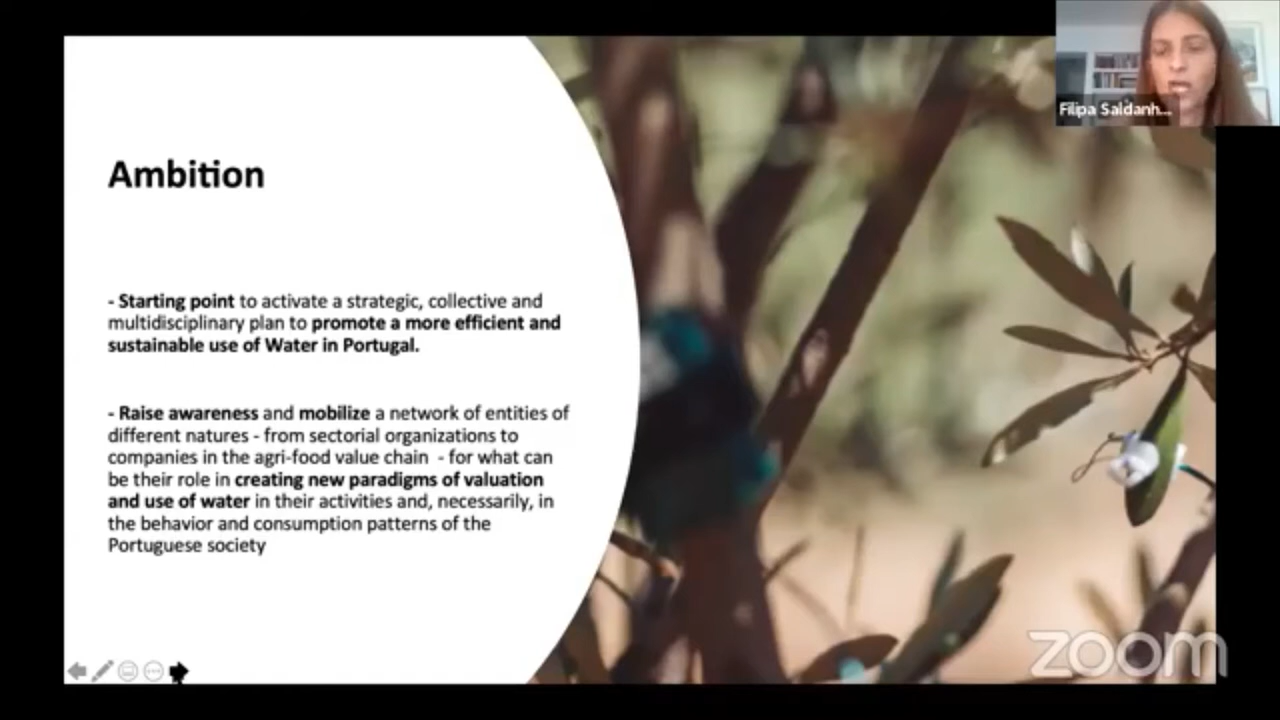 Filipa Saldanh...
Ambition
- Starting point to activate a strategic, collective and
multidisciplinary plan to promote a more efficient and
sustainable use of Water in Portugal.
- Raise awareness and mobilize a network of entities of
different natures - from sectorial organizations to
companies in the agri-food value chain - for what can
be their role in creating new paradigms of valuation
and use of water in their activities and, necessarily, in
the behavior and consumption patterns of the
Portuguese society
zoom